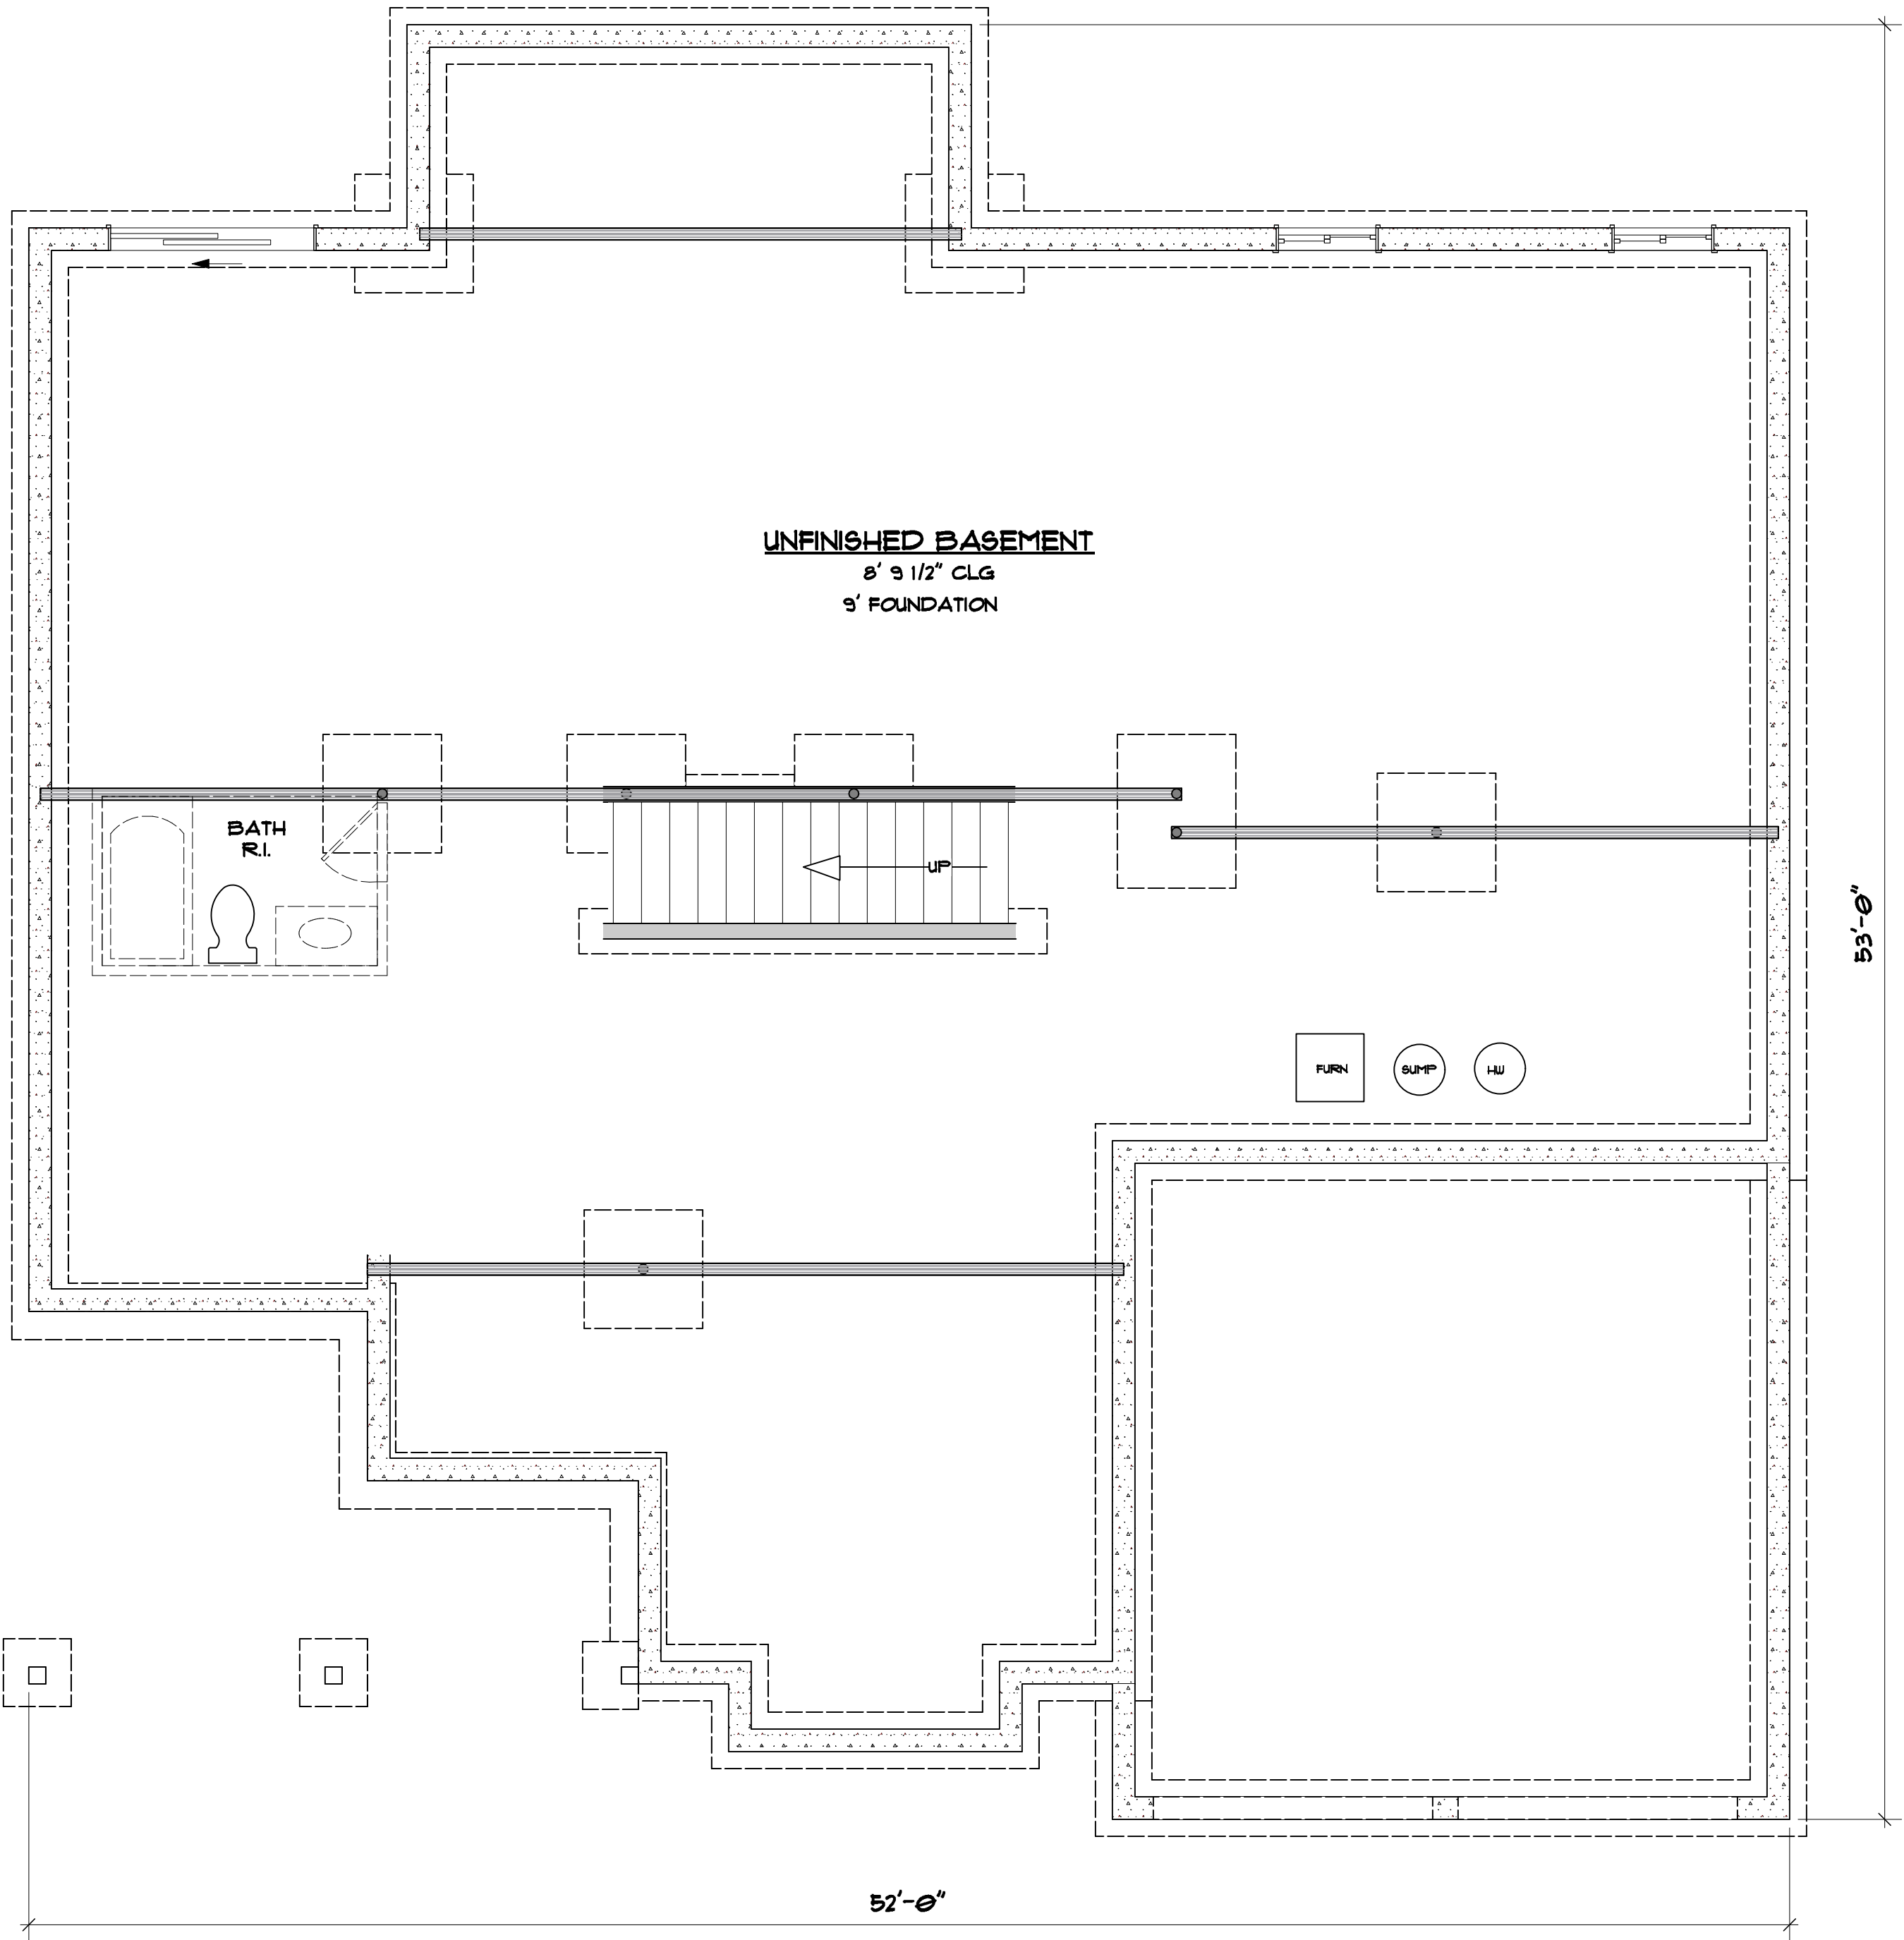 UNFINISHED BASEMENT
8' 9 1/2" CLG
9' FOUNDATION
BATH
R.I.
UP
53'-0"
FURN
SUMP
HW
52'-0"